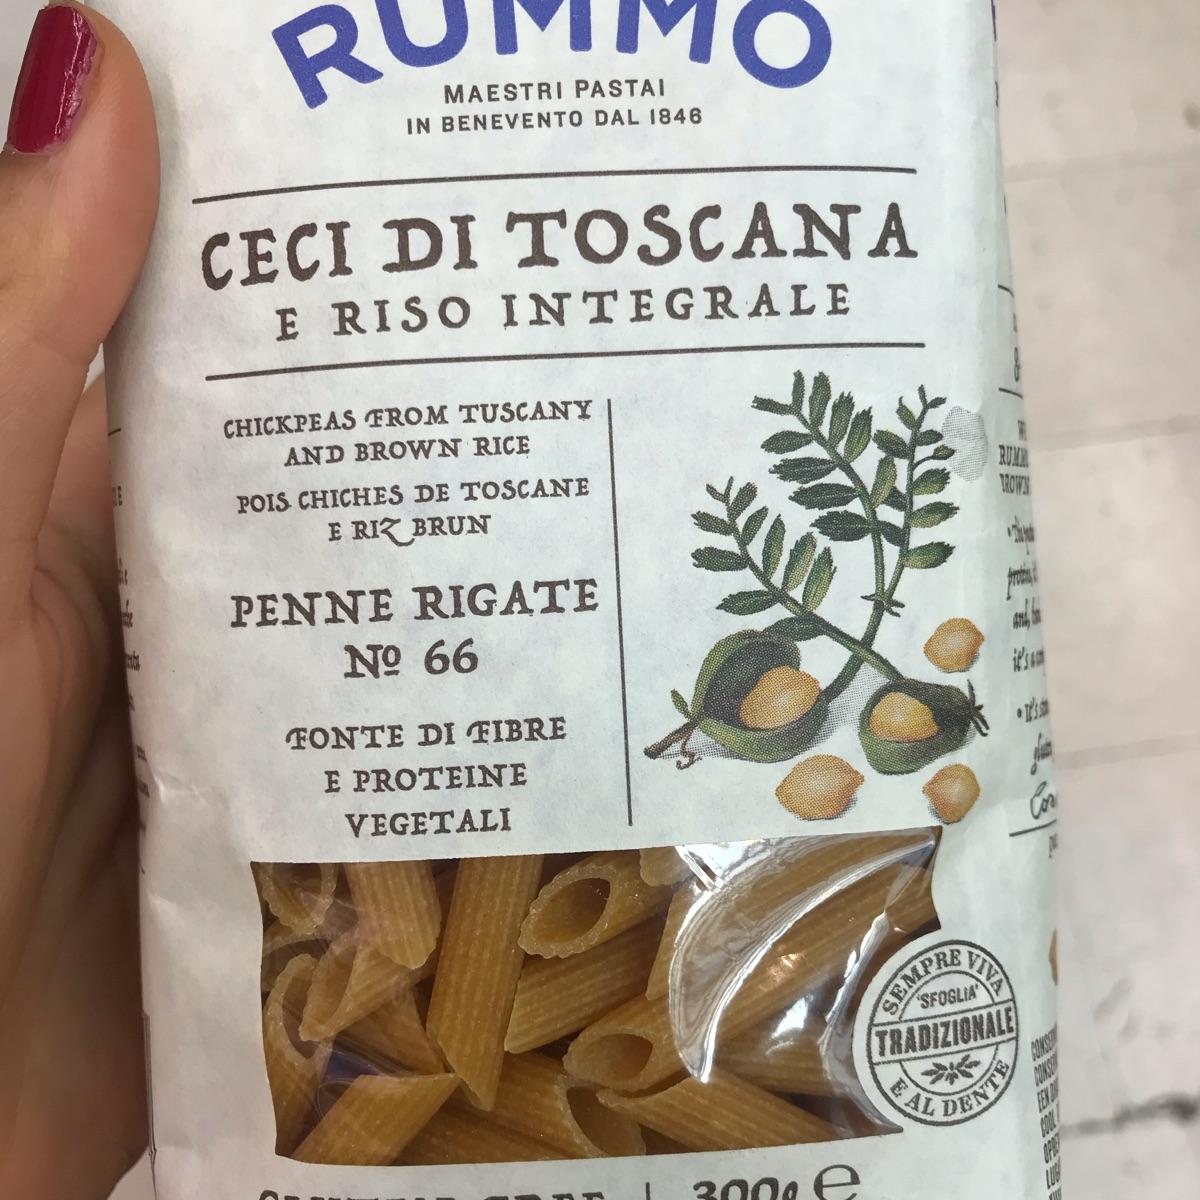 RUMMO
MAESTRI PASTAI
IN BENEVENTO DAL 1846
CECI DI TOSCANA
E RISO INTEGRALE
CHICKPEAS FROM TUSCANY
AND BROWN RICE
POIS CHICHES DE TOSCANE
E RIZ BRUN
PENNE RIGATE
Nº 66
FONTE DI FIBRE
E PROTEINE
VEGETALI
SEMPRE VIVA
'SFOGLIA'
TRADIZIONALE
E AL DENTE
GLUTEN FREE | 300g e